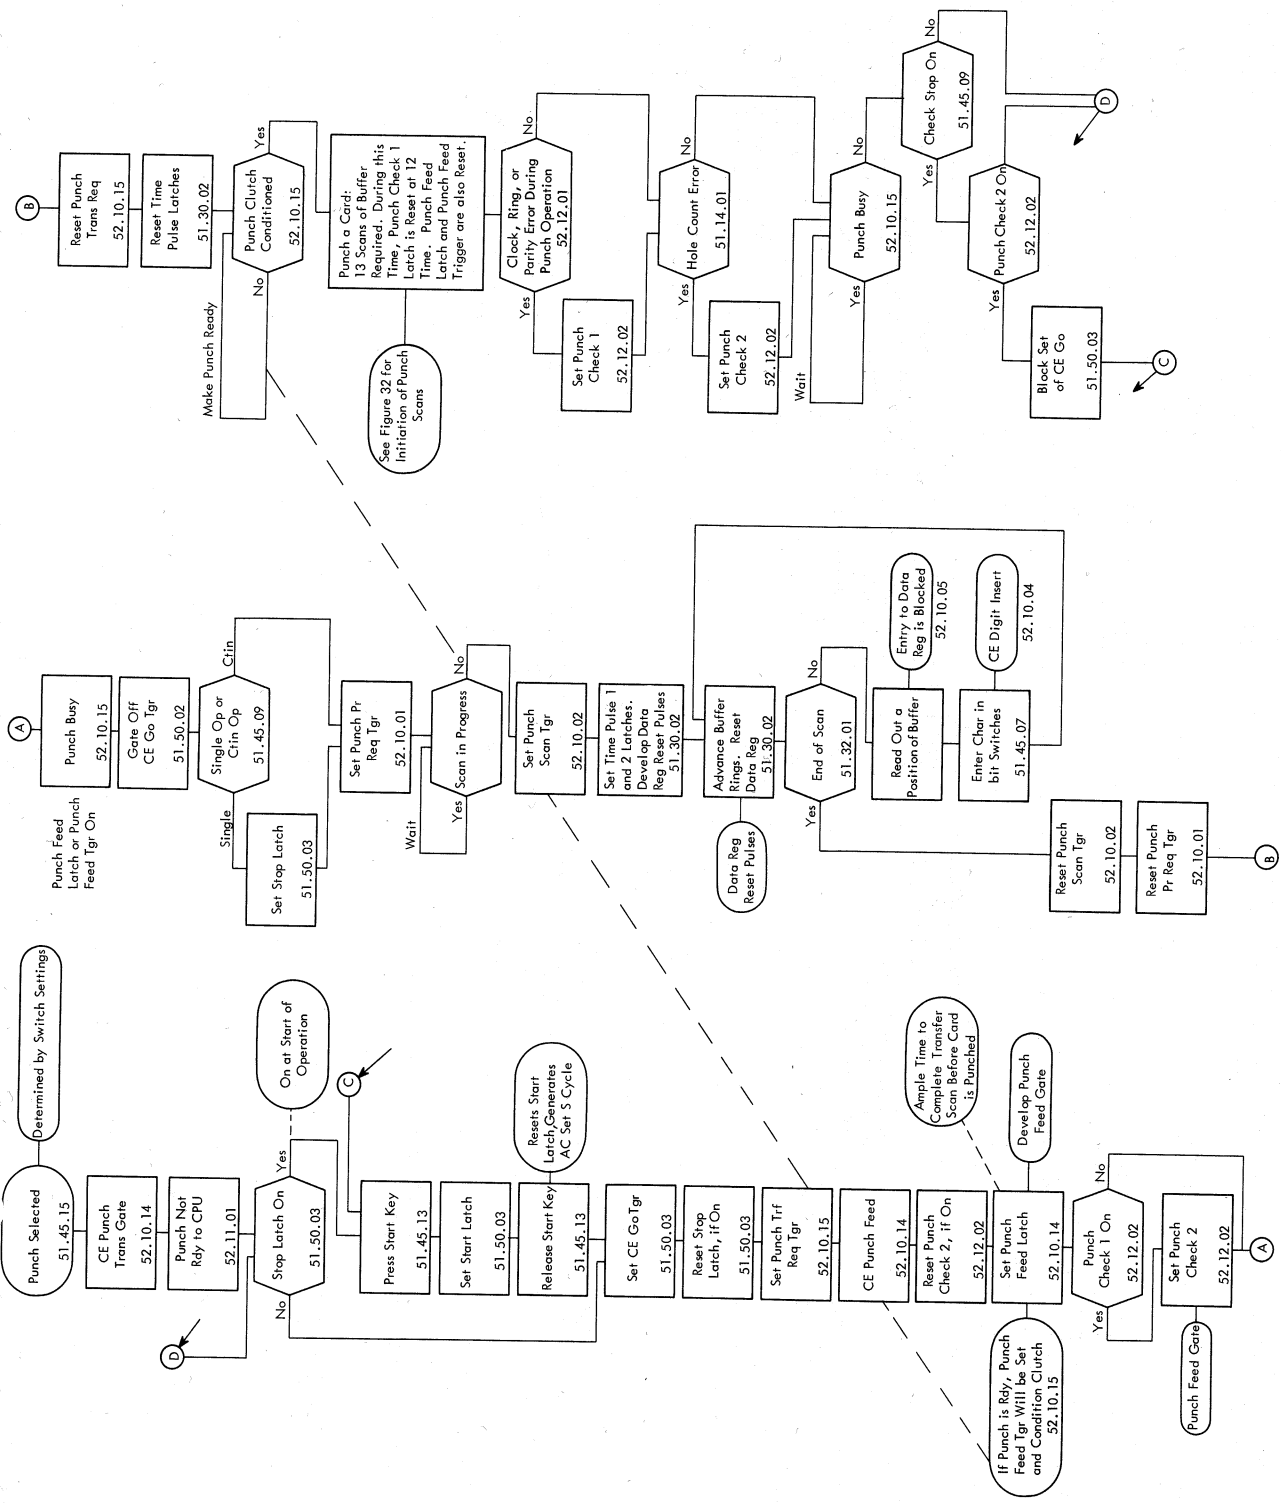 Determined by Switch Settings
Punch Selected
51.45.15
CE Punch
Trans Gate
52.10.14
Punch Not
Rdy to CPU
52.11.01
D
Stop Latch On
51.50.03
Yes
No
On at Start of
Operation
C
Press Start Key
51.45.13
Set Start Latch
51.50.03
Release Start Key
51.45.13
Resets Start
Latch,Generates
AC Set S Cycle
Set CE GoTgr
51.50.03
Reset Stop
Latch, if On
51.50.03
Set Punch Trf
Req Tgr
52.10.15
CE Punch Feed
52.10.14
Reset Punch
Check 2, if On
52.12.02
Set Punch
Feed Latch
52.10.14
Ample Time to
Complete Transfer
Scan Before Card
is Punched
Develop Punch
Feed Gate
If Punch is Rdy, Punch
Feed Tgr Will be Set
and Condition Clutch
52.10.15
Punch
Check 1 On
52.12.02
Yes
No
Set Punch
Check 2
52.12.02
Punch Feed Gate
A
A
Punch Feed
Latch or Punch
Feed Tgr On
Punch Busy
52.10.15
Gate Off
CE Go Tgr
51.50.02
Single Op or
Ctin Op
51.45.09
Single
Ctin
Set Stop Latch
51.50.03
Set Punch Pr
Req Tgr
52.10.01
Wait
Scan in Progress
Yes
No
Set Punch
Scan Tgr
52.10.02
Set Time Pulse 1
and 2 Latches.
Develop Data
Reg Reset Pulses
51.30.02
Advance Buffer
Rings. Reset
Data Reg
51.30.02
Data Reg
Reset Pulses
End of Scan
51.32.01
Yes
No
Read Out a
Position of Buffer
Entry to Data
Reg is Blocked
52.10.05
Enter Char in
bit Switches
51.45.07
CE Digit Insert
52.10.04
Reset Punch
Scan Tgr
52.10.02
Reset Punch
Pr Req Tgr
52.10.01
B
B
Reset Punch
Trans Req
52.10.15
Reset Time
Pulse Latches
51.30.02
Make Punch Ready
Punch Clutch
Conditioned
52.10.15
No
Yes
Punch a Card:
13 Scans of Buffer
Required. During this
Time, Punch Check 1
Latch is Reset at 12
Time. Punch Feed
Latch and Punch Feed
Trigger are also Reset.
See Figure 32 for
Initiation of Punch
Scans
Clock, Ring, or
Parity Error During
Punch Operation
52.12.01
Yes
No
Set Punch
Check 1
52.12.02
Hole Count Error
51.14.01
Yes
No
Set Punch
Check 2
52.12.02
Wait
Punch Busy
52.10.15
Yes
No
Check Stop On
51.45.09
Yes
No
Punch Check 2 On
52.12.02
Yes
Block Set
of CE Go
51.50.03
C
D